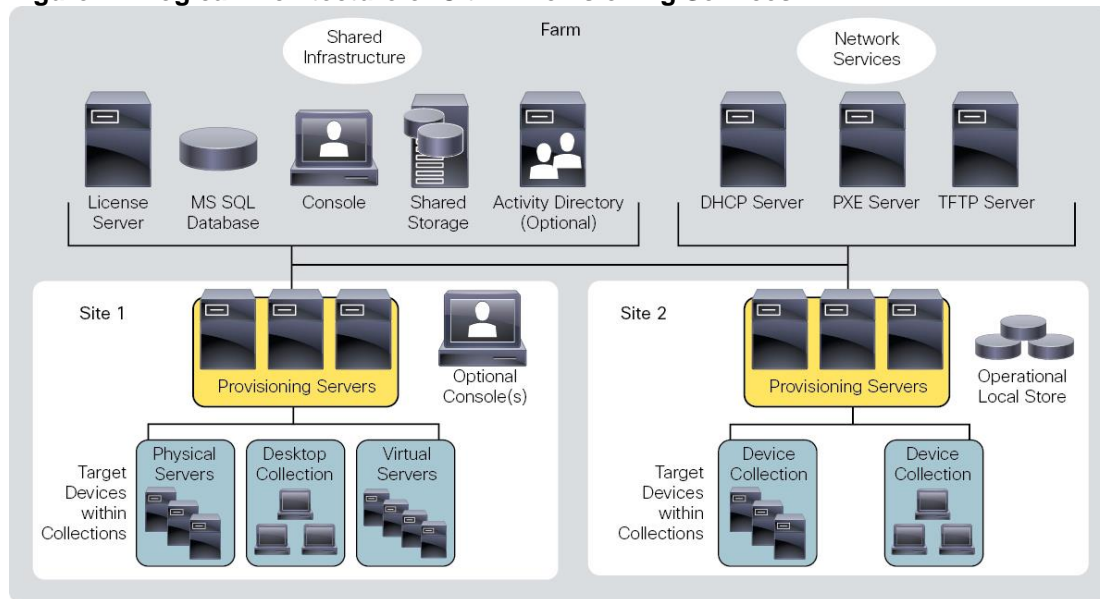 Farm
Shared
Infrastructure
Network
Services
License
Server
MS SQL
Database
Console
Shared
Storage
Activity Directory
(Optional)
DHCP Server
PXE Server
TFTP Server
Site 1
Provisioning Servers
Optional
Console(s)
Target
Devices
within
Collections
Physical
Servers
Desktop
Collection
Virtual
Servers
Site 2
Provisioning Servers
Operational
Local Store
Target
Devices
within
Collections
Device
Collection
Device
Collection